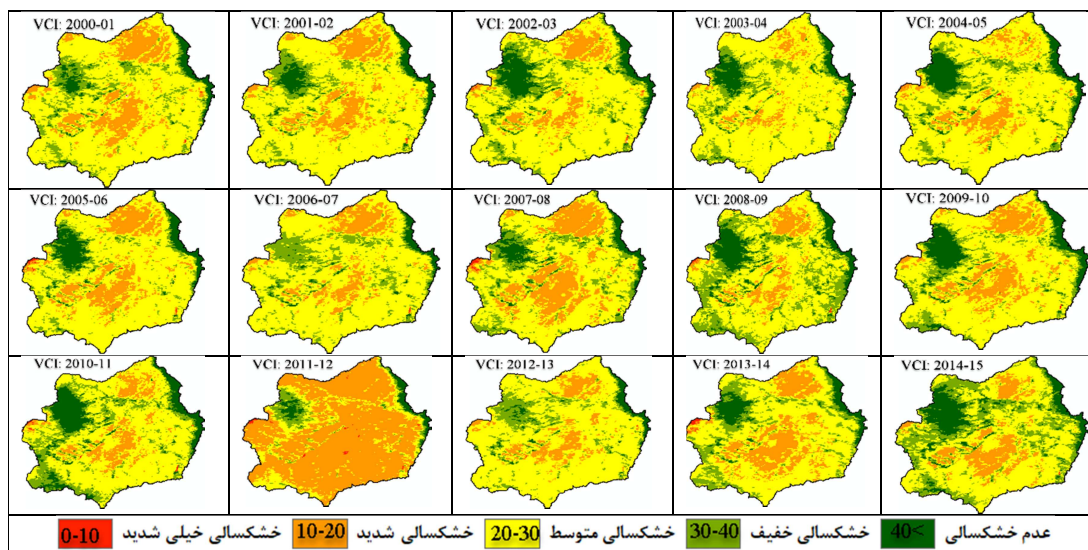 VCI: 2000-01
VCI: 2001-02
VCI: 2002-03
VCI: 2003-04
VCI: 2004-05
VCI: 2005-06
VCI: 2006-07
VCI: 2007-08
VCI: 2008-09
VCI: 2009-10
VCI: 2010-11
VCI: 2011-12
VCI: 2012-13
VCI: 2013-14
VCI: 2014-15
عدم خشکسالی 40< خشکسالی خفیف 30-40 خشکسالی متوسط 20-30 خشکسالی شدید 10-20 خشکسالی خیلی شدید 0-10